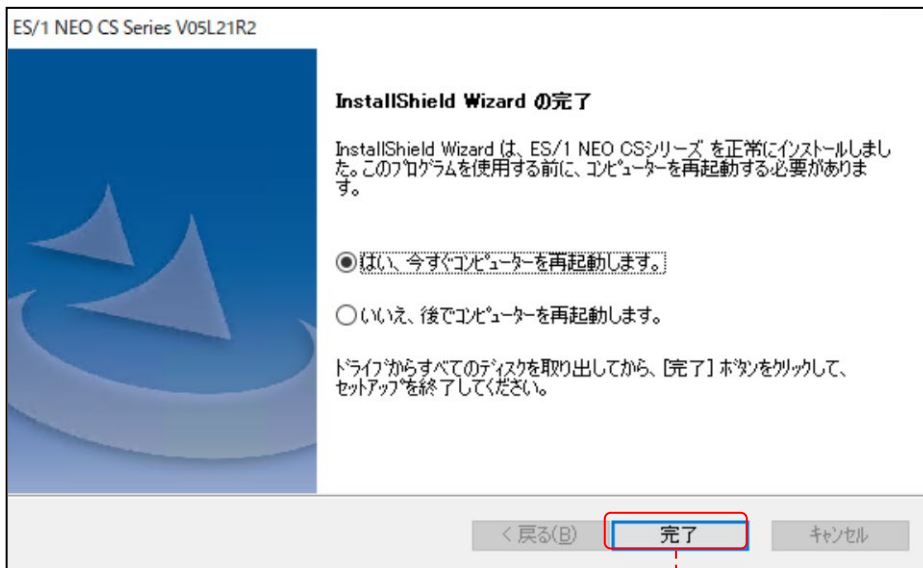 ES/1 NEO CS Series V05L21R2
InstallShield Wizard の完了
InstallShield Wizard は、ES/1 NEO CSシリーズ を正常にインストールしまし
た。このプログラムを使用する前に、コンピューターを再起動する必要がありま
す。
はい、今すぐコンピューターを再起動します。
いいえ、後でコンピューターを再起動します。
ドライブからすべてのディスクを取り出してから、[完了] ボタンをクリックして、
セットアップを終了してください。
< 戻る(B) 完了 キャンセル